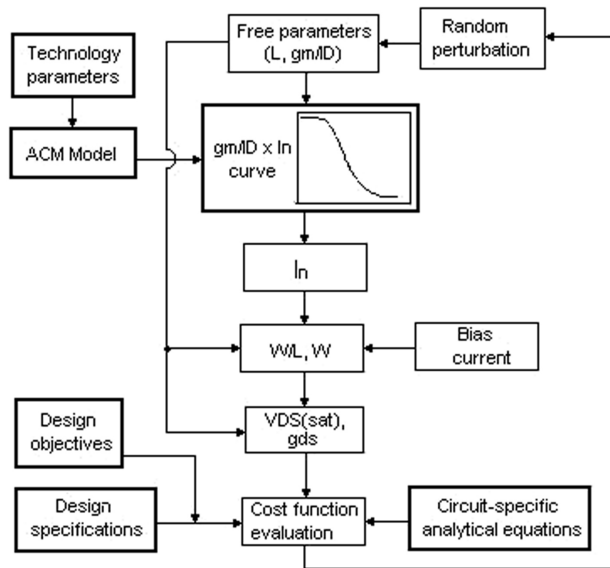 Technology
parameters
Free parameters
(L, gm/ID)
Random
perturbation
ACM Model
gm/ID x In
curve
In
W/L, W
Bias
current
Design
objectives
VDS(sat),
gds
Design
specifications
Cost function
evaluation
Circuit-specific
analytical equations